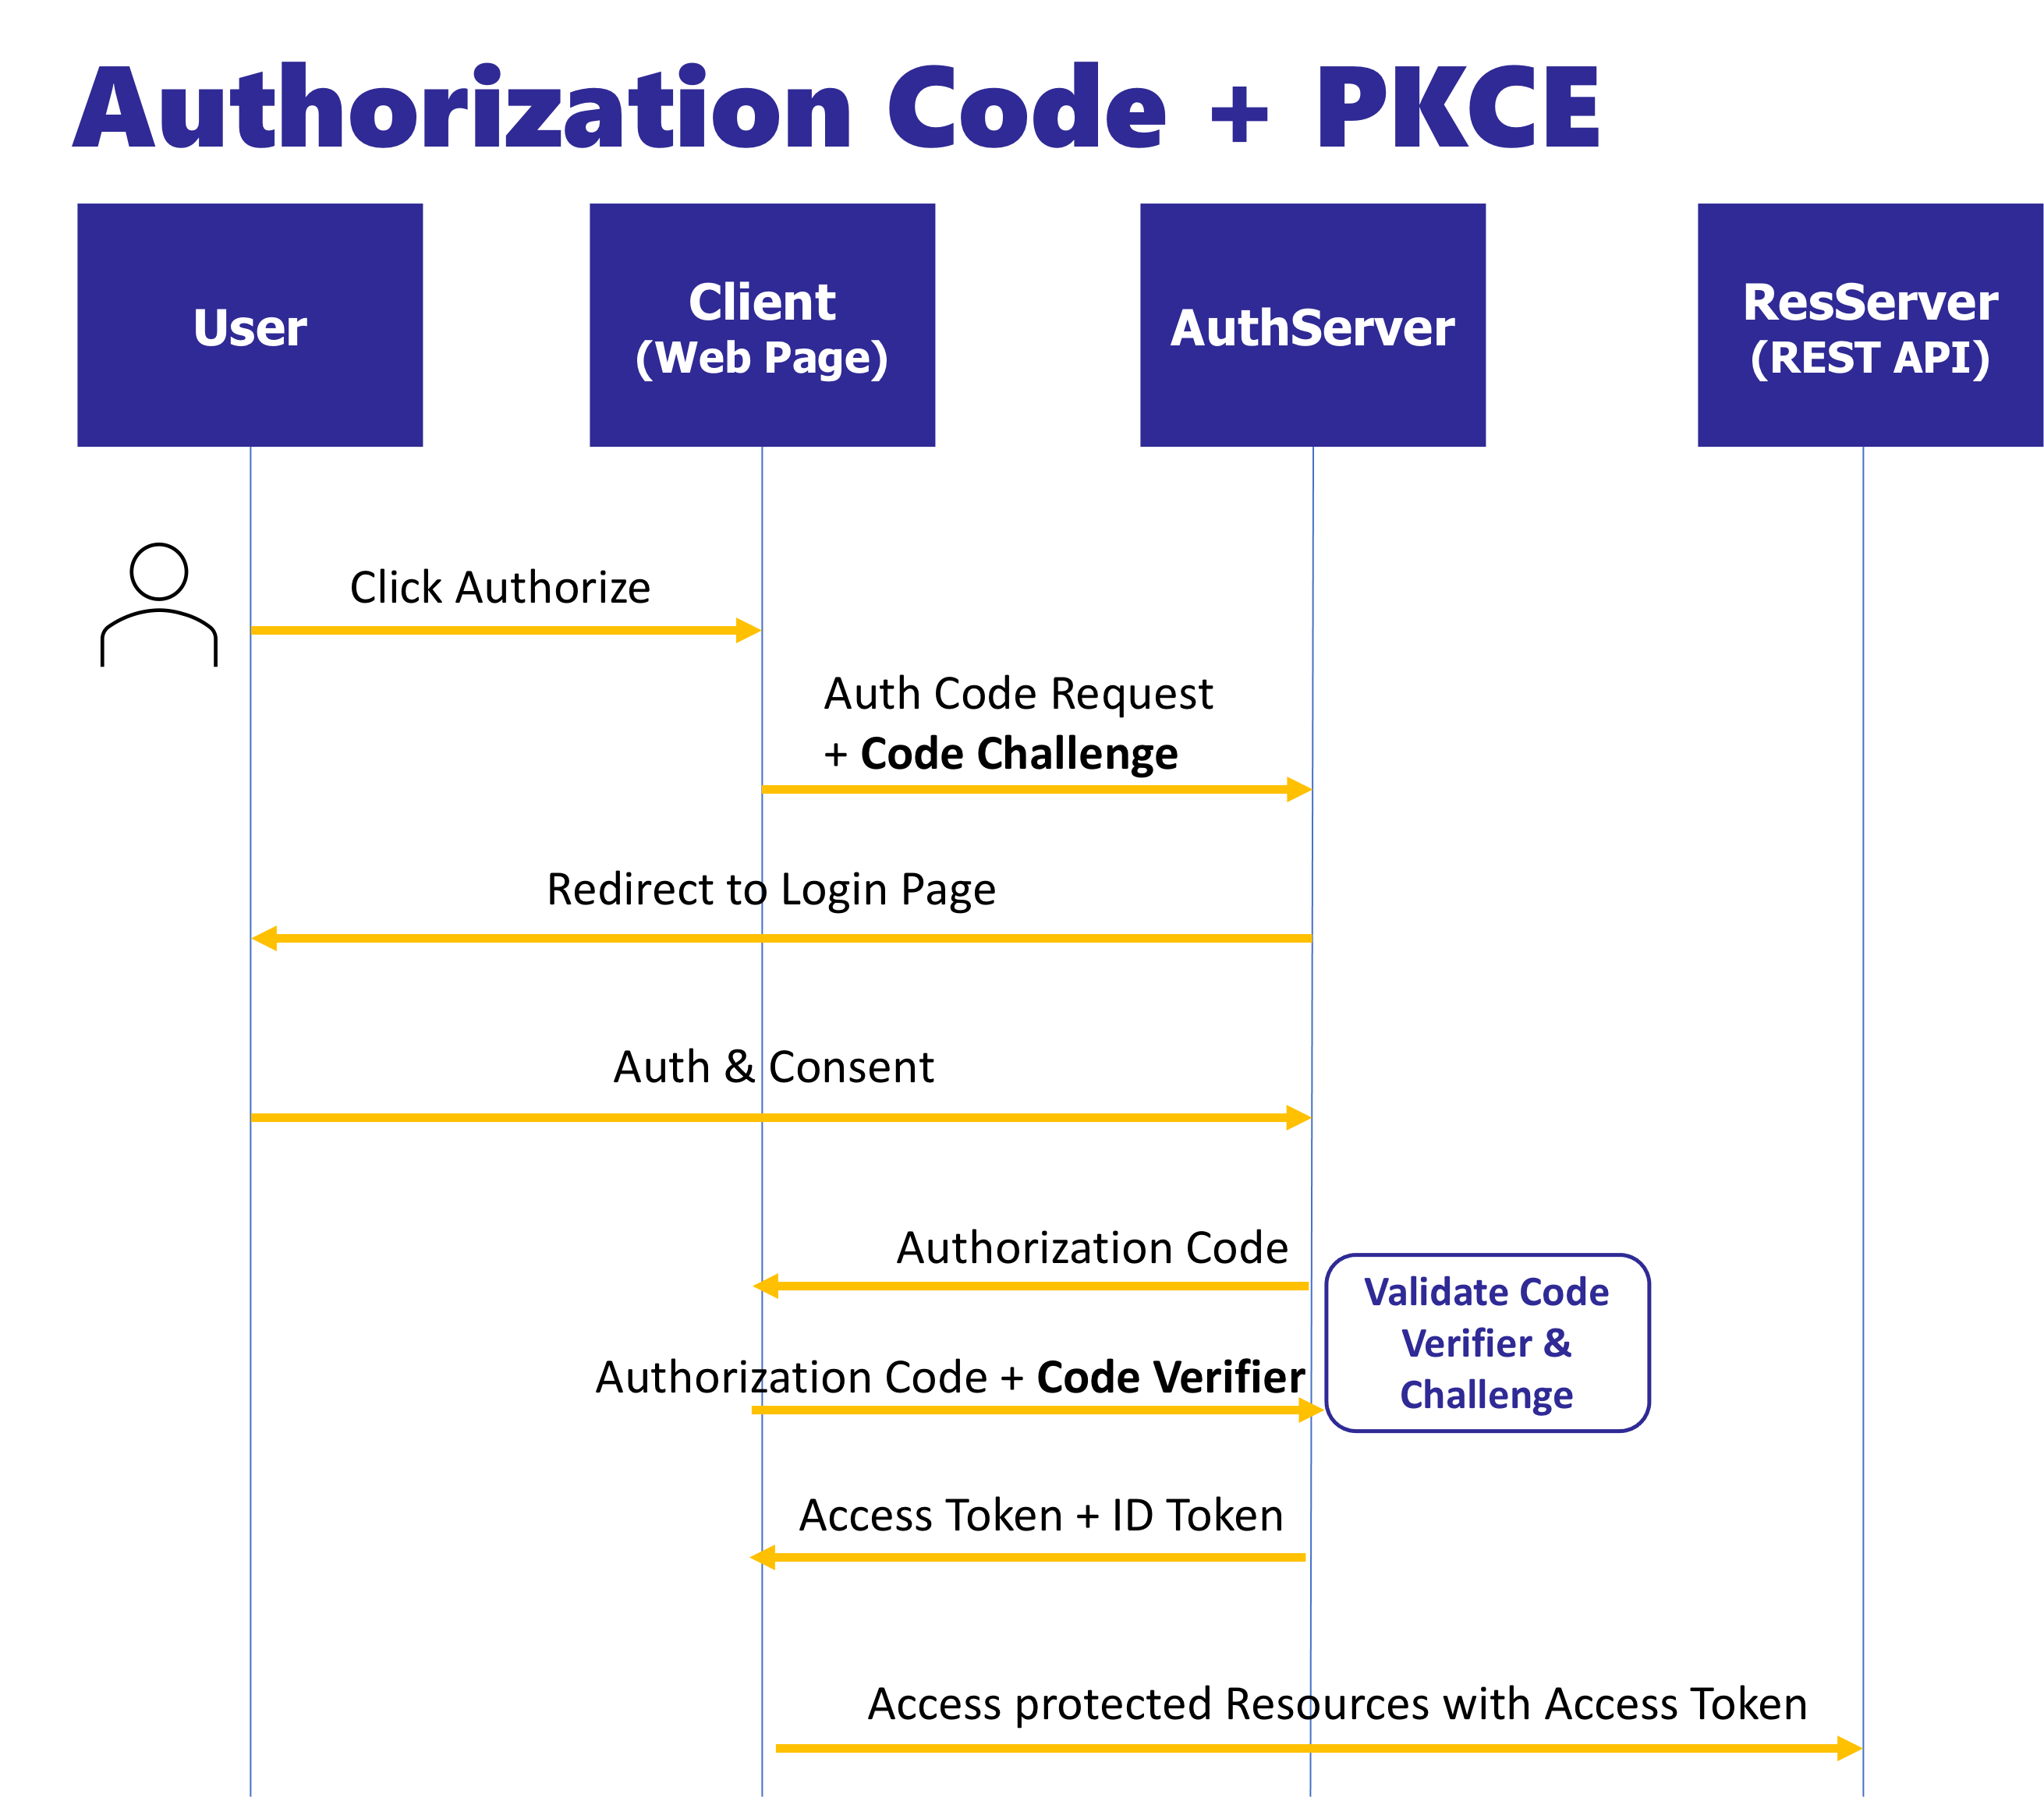 Authorization Code + PKCE
User
Client
(Web Page)
AuthServer
ResServer
(REST API)
Click Authorize
Auth Code Request
+ Code Challenge
Redirect to Login Page
Auth & Consent
Authorization Code
Validate Code
Verifier &
Challenge
Authorization Code + Code Verifier
Access Token + ID Token
Access protected Resources with Access Token